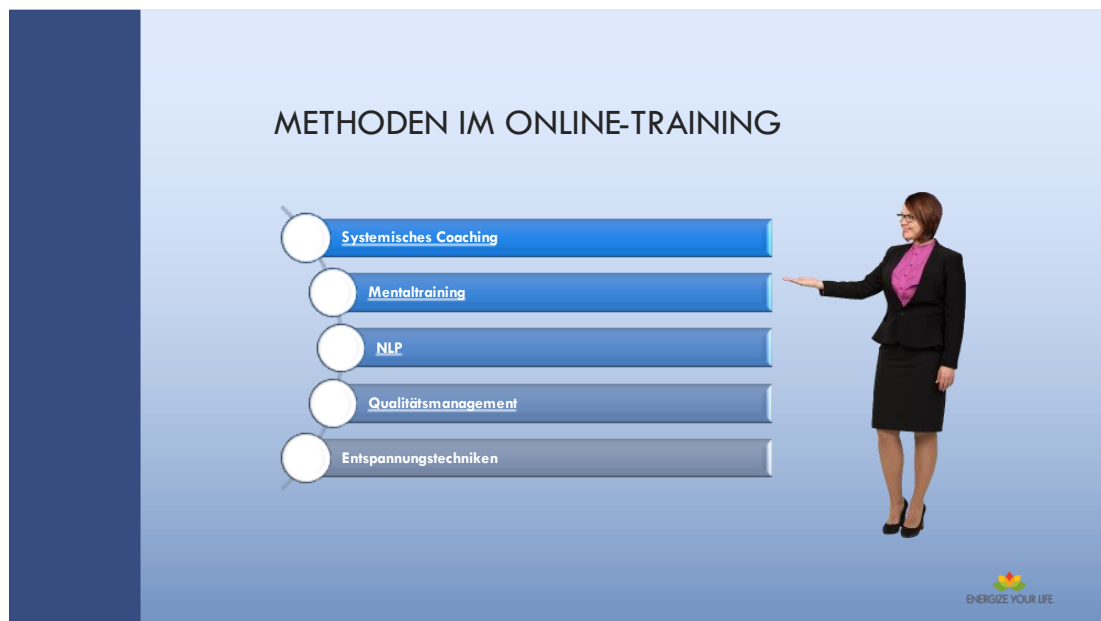 METHODEN IM ONLINE-TRAINING
Systemisches Coaching
Mentaltraining
NLP
Qualitätsmanagement
Entspannungstechniken
ENERGIZE YOUR LIFE